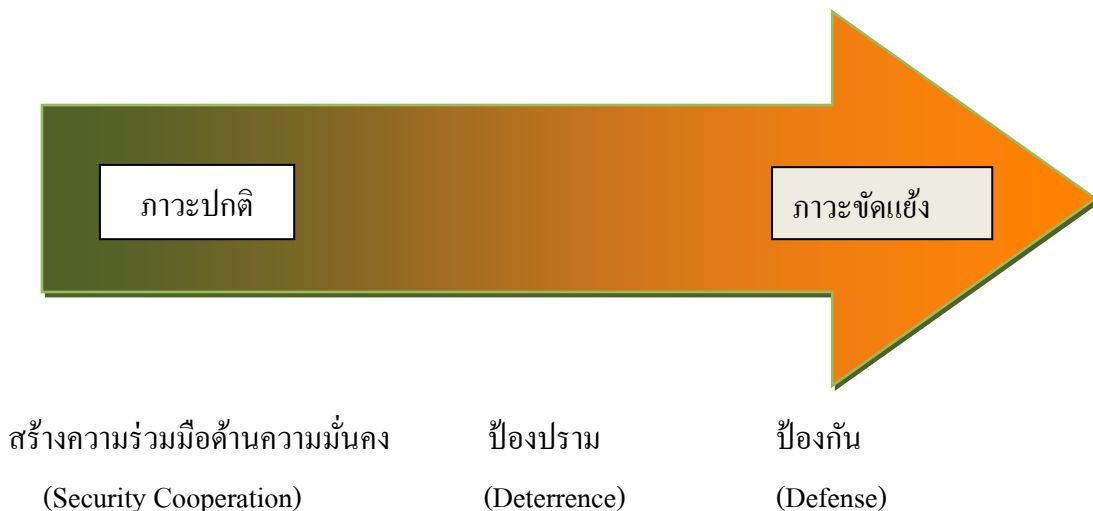 ภาวะปกติ
ภาวะขัดแย้ง
สร้างความร่วมมือด้านความมั่นคง ป้องปราม ป้องกัน
(Security Cooperation) (Deterrence) (Defense)